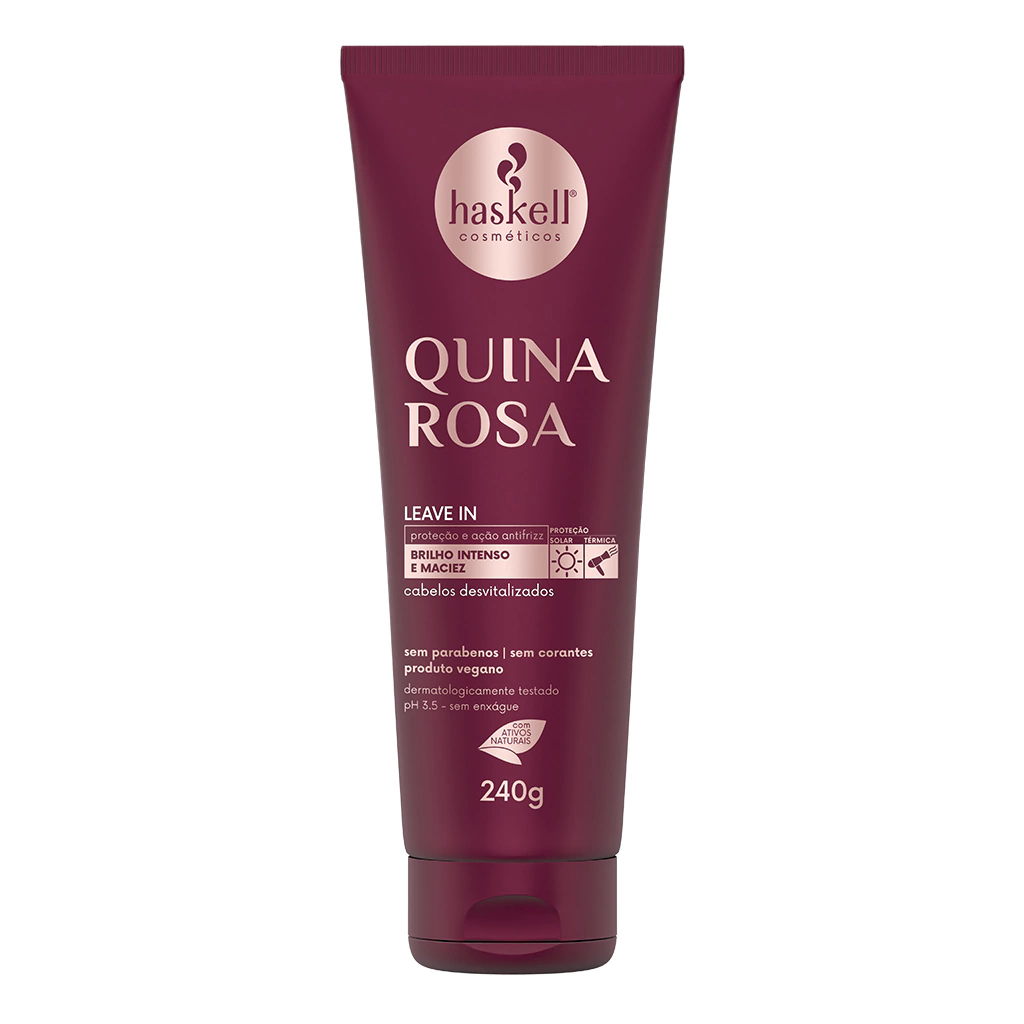 haskell®
cosméticos
QUINA
ROSA
LEAVE IN
proteção e ação antifrizz
BRILHO INTENSO
E MACIEZ
PROTEÇÃO
SOLAR TÉRMICA
cabelos desvitalizados
sem parabenos | sem corantes
produto vegano
dermatologicamente testado
pH 3.5 - sem enxágue
com
ATIVOS
NATURAIS
240g